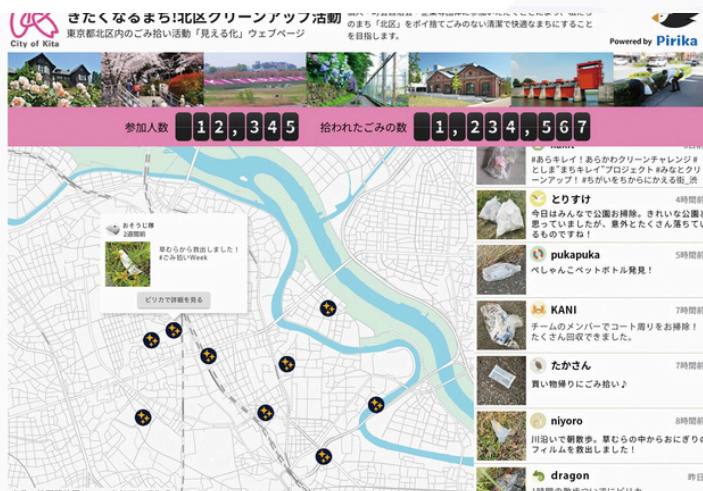 きたくなるまち!北区クリーンアップ活動
東京都北区内のごみ拾い活動「見える化」ウェブページ
City of Kita
のまち「北区」をポイ捨てごみのない清潔で快適なまちにすること
を目指します。
Powered by Pirika
参加人数 12,345 拾われたごみの数 1,234,567
おそうじ隊
2週間前
草むらから救出しました！
#ごみ拾いWeek
ピリカで詳細を見る
#あらキレイ！あらかわクリーンチャレンジ #
としま"まちキレイ"プロジェクト #みなとクリ
ーンアップ！ #ちがいをちからにかえる街_渋
とりすけ 4時間前
今日はみんなで公園お掃除。きれいな公園と
思っていましたが、意外とたくさん落ちてい
るものですね！
pukapuka 5時間前
ぺしゃんこペットボトル発見！
KANI 7時間前
チームのメンバーでコート周りをお掃除！
たくさん回収できました。
たかさん 7時間前
買い物帰りにごみ拾い♪
niyoro 8時間前
川沿いで朝散歩。草むらの中からおにぎりの
フィルムを救出しました！
dragon 昨日